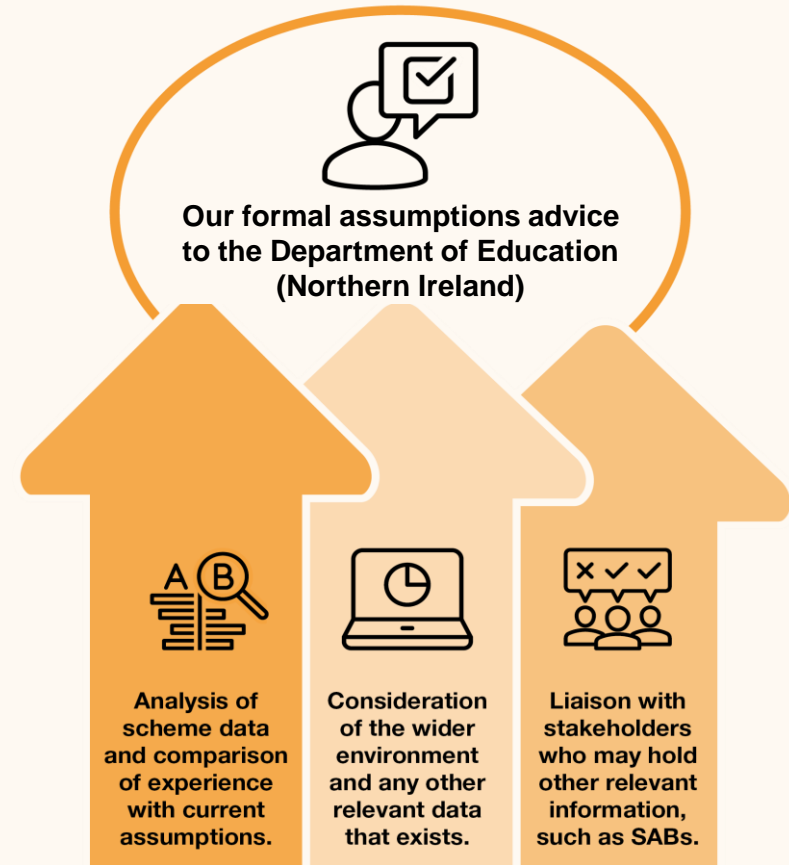 Our formal assumptions advice
to the Department of Education
(Northern Ireland)
A B
Analysis of
scheme data
and comparison
of experience
with current
assumptions.
Consideration
of the wider
environment
and any other
relevant data
that exists.
Liaison with
stakeholders
who may hold
other relevant
information,
such as SABs.